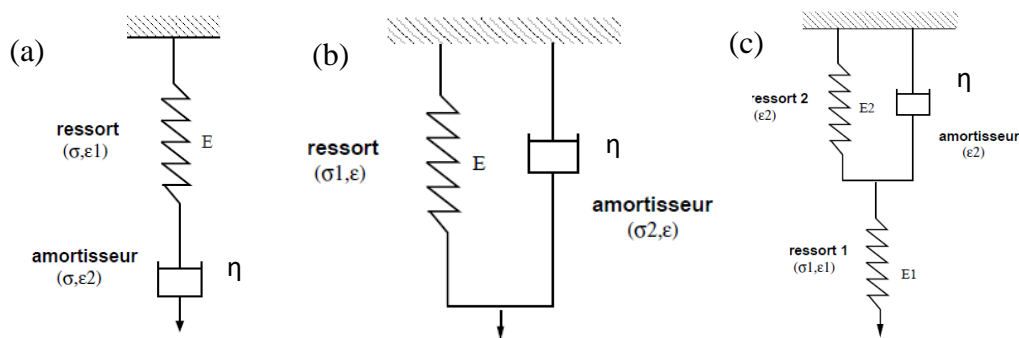 (a)
ressort
(σ,ε1)
E
amortisseur
(σ,ε2)
η
(b)
ressort
(σ1,ε)
E
η
amortisseur
(σ2,ε)
(c)
ressort 2
(ε2)
E2
η
amortisseur
(ε2)
ressort 1
(σ1,ε1)
E1